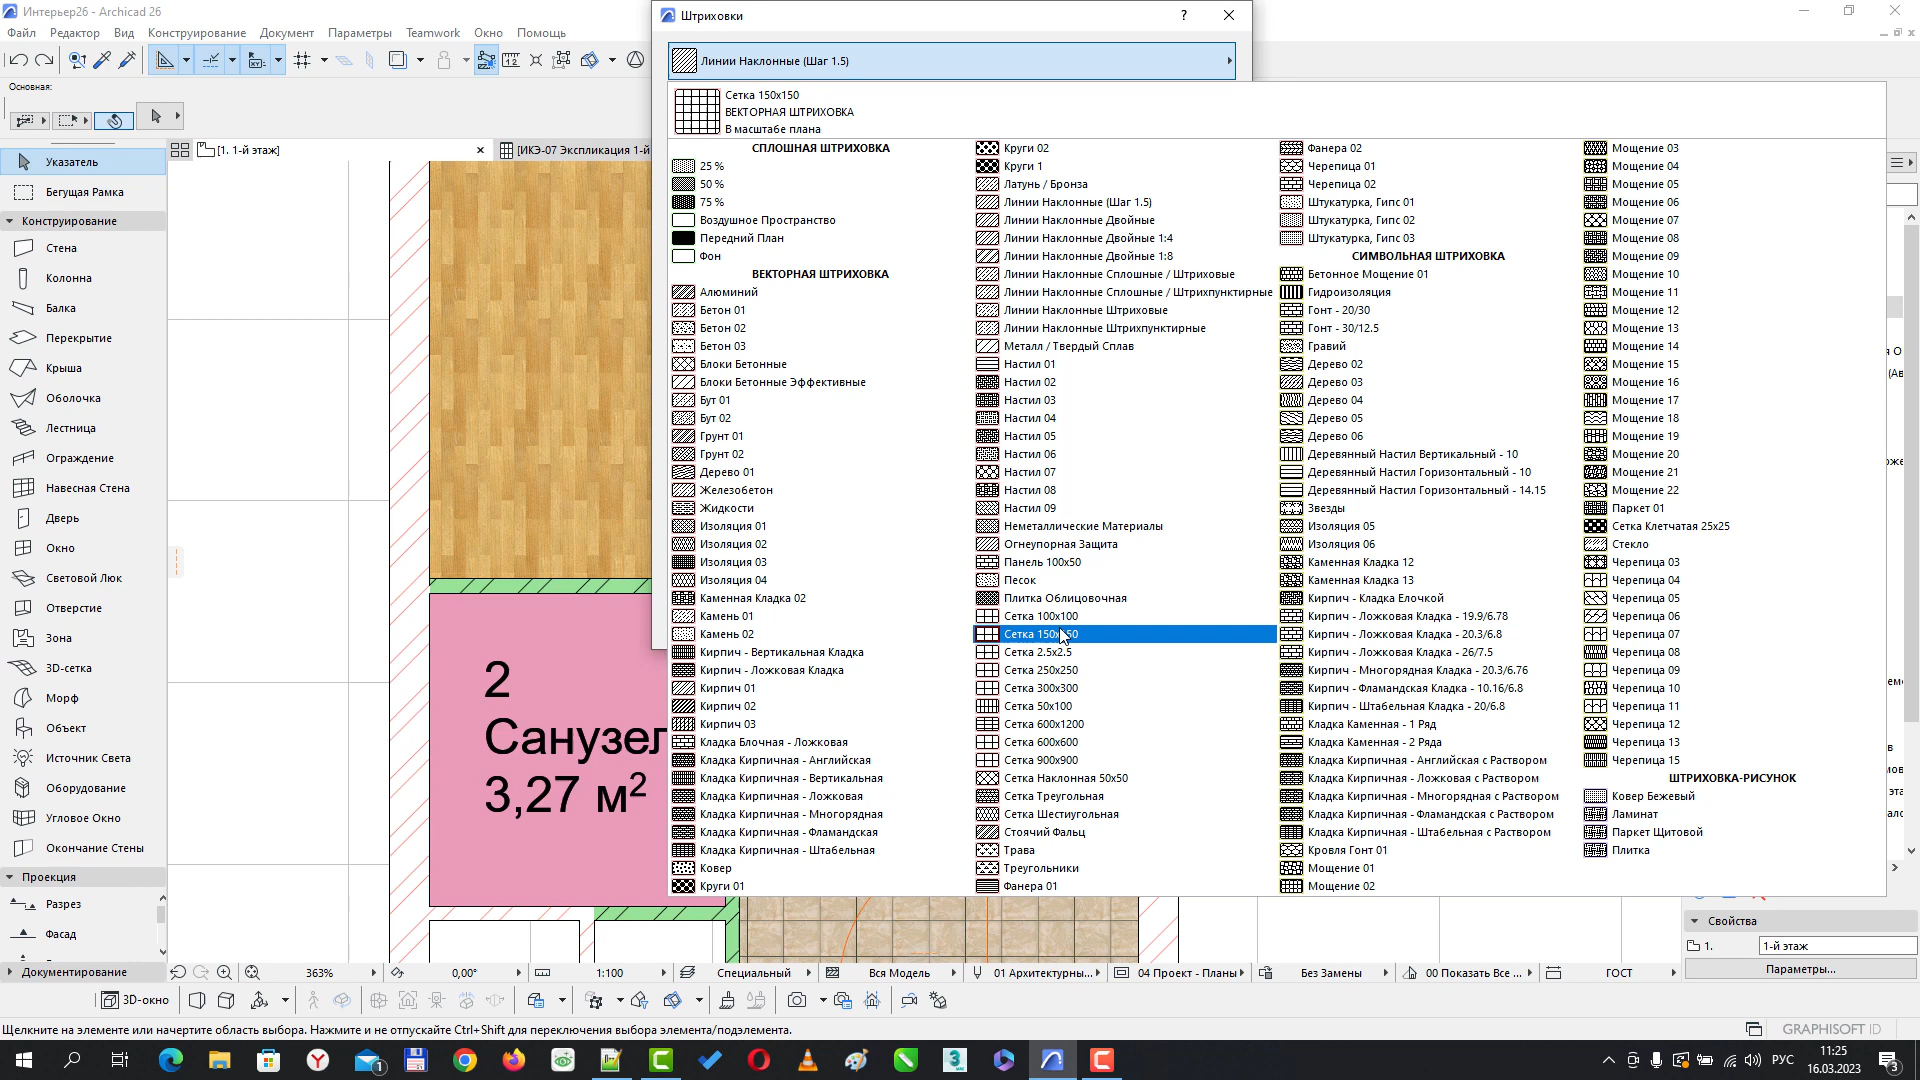 Интерьер26 - Archicad 26
Файл Редактор Вид Конструирование Документ Параметры Teamwork Окно Помощь
Основная:
[1. 1-й этаж]
[ИКЭ-07 Экспликация 1-й
Указатель
Бегущая Рамка
Конструирование
Стена
Колонна
Балка
Перекрытие
Крыша
Оболочка
Лестница
Ограждение
Навесная Стена
Дверь
Окно
Световой Люк
Отверстие
Зона
3D-сетка
Морф
Объект
Источник Света
Оборудование
Угловое Окно
Окончание Стены
Проекция
Разрез
Фасад
Документирование
2
Санузел
3,27 м²
Штриховки
?
Линии Наклонные (Шаг 1.5)
Сетка 150x150
ВЕКТОРНАЯ ШТРИХОВКА
В масштабе плана
СПЛОШНАЯ ШТРИХОВКА
25 %
50 %
75 %
Воздушное Пространство
Передний План
Фон
ВЕКТОРНАЯ ШТРИХОВКА
Алюминий
Бетон 01
Бетон 02
Бетон 03
Блоки Бетонные
Блоки Бетонные Эффективные
Бут 01
Бут 02
Грунт 01
Грунт 02
Дерево 01
Железобетон
Жидкости
Изоляция 01
Изоляция 02
Изоляция 03
Изоляция 04
Каменная Кладка 02
Камень 01
Камень 02
Кирпич - Вертикальная Кладка
Кирпич - Ложковая Кладка
Кирпич 01
Кирпич 02
Кирпич 03
Кладка Блочная - Ложковая
Кладка Кирпичная - Английская
Кладка Кирпичная - Вертикальная
Кладка Кирпичная - Ложковая
Кладка Кирпичная - Многорядная
Кладка Кирпичная - Фламандская
Кладка Кирпичная - Штабельная
Ковер
Круги 01
Круги 02
Круги 1
Латунь / Бронза
Линии Наклонные (Шаг 1.5)
Линии Наклонные Двойные
Линии Наклонные Двойные 1:4
Линии Наклонные Двойные 1:8
Линии Наклонные Сплошные / Штриховые
Линии Наклонные Сплошные / Штрихпунктирные
Линии Наклонные Штриховые
Линии Наклонные Штрихпунктирные
Металл / Твердый Сплав
Настил 01
Настил 02
Настил 03
Настил 04
Настил 05
Настил 06
Настил 07
Настил 08
Настил 09
Неметаллические Материалы
Огнеупорная Защита
Панель 100x50
Песок
Плитка Облицовочная
Сетка 100x100
Сетка 150x150
Сетка 2.5x2.5
Сетка 250x250
Сетка 300x300
Сетка 50x100
Сетка 600x1200
Сетка 600x600
Сетка 900x900
Сетка Наклонная 50x50
Сетка Треугольная
Сетка Шестиугольная
Стоячий Фальц
Трава
Треугольники
Фанера 01
Фанера 02
Черепица 01
Черепица 02
Штукатурка, Гипс 01
Штукатурка, Гипс 02
Штукатурка, Гипс 03
СИМВОЛЬНАЯ ШТРИХОВКА
Бетонное Мощение 01
Гидроизоляция
Гонт - 20/30
Гонт - 30/12.5
Гравий
Дерево 02
Дерево 03
Дерево 04
Дерево 05
Дерево 06
Деревянный Настил Вертикальный - 10
Деревянный Настил Горизонтальный - 10
Деревянный Настил Горизонтальный - 14.15
Звезды
Изоляция 05
Изоляция 06
Каменная Кладка 12
Каменная Кладка 13
Кирпич - Кладка Елочкой
Кирпич - Ложковая Кладка - 19.9/6.78
Кирпич - Ложковая Кладка - 20.3/6.8
Кирпич - Ложковая Кладка - 26/7.5
Кирпич - Многорядная Кладка - 20.3/6.76
Кирпич - Фламандская Кладка - 10.16/6.8
Кирпич - Штабельная Кладка - 20/6.8
Кладка Каменная - 1 Ряд
Кладка Каменная - 2 Ряда
Кладка Кирпичная - Английская с Раствором
Кладка Кирпичная - Ложковая с Раствором
Кладка Кирпичная - Многорядная с Раствором
Кладка Кирпичная - Фламандская с Раствором
Кладка Кирпичная - Штабельная с Раствором
Кровля Гонт 01
Мощение 01
Мощение 02
Мощение 03
Мощение 04
Мощение 05
Мощение 06
Мощение 07
Мощение 08
Мощение 09
Мощение 10
Мощение 11
Мощение 12
Мощение 13
Мощение 14
Мощение 15
Мощение 16
Мощение 17
Мощение 18
Мощение 19
Мощение 20
Мощение 21
Мощение 22
Паркет 01
Сетка Клетчатая 25x25
Стекло
Черепица 03
Черепица 04
Черепица 05
Черепица 06
Черепица 07
Черепица 08
Черепица 09
Черепица 10
Черепица 11
Черепица 12
Черепица 13
Черепица 15
ШТРИХОВКА-РИСУНОК
Ковер Бежевый
Ламинат
Паркет Щитовой
Плитка
Свойства
1. 1-й этаж
Параметры...
363% 0,00° 1:100 Специальный Вся Модель 01 Архитектурны... 04 Проект - Планы 00 Без Замены 00 Показать Все ... ГОСТ
3D-окно
Щелкните на элементе или начертите область выбора. Нажмите и не отпускайте Ctrl+Shift для переключения выбора элемента/подэлемента.
GRAPHISOFT ID
РУС
11:25
16.03.2023